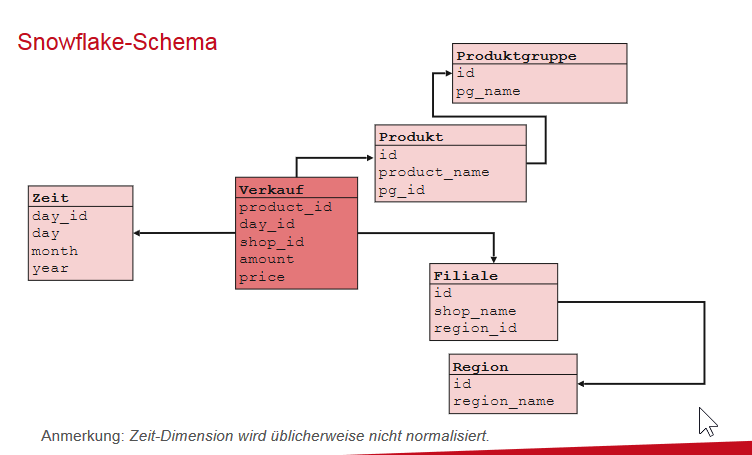 Snowflake-Schema
Produktgruppe
id
pg_name
Produkt
id
product_name
pg_id
Zeit
day_id
day
month
year
Verkauf
product_id
day_id
shop_id
amount
price
Filiale
id
shop_name
region_id
Region
id
region_name
Anmerkung: Zeit-Dimension wird üblicherweise nicht normalisiert.